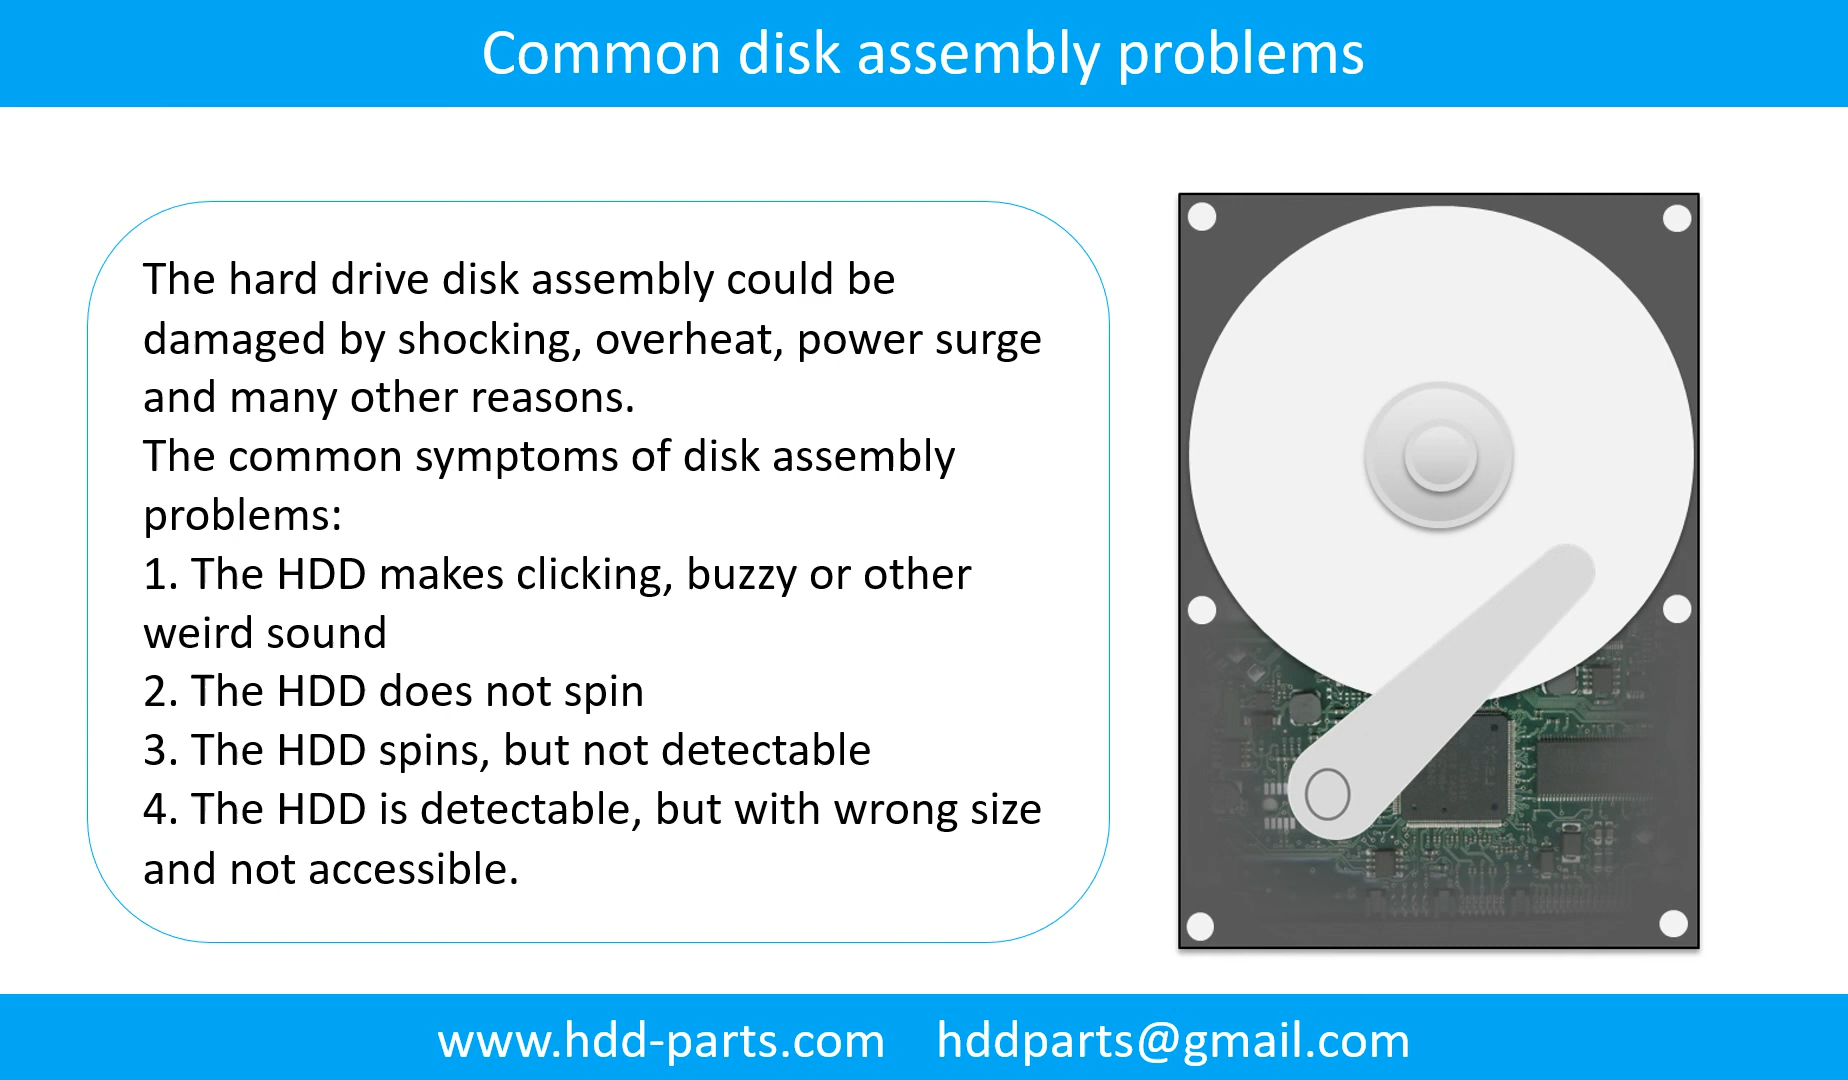 Common disk assembly problems
The hard drive disk assembly could be
damaged by shocking, overheat, power surge
and many other reasons.
The common symptoms of disk assembly
problems:
1. The HDD makes clicking, buzzy or other
weird sound
2. The HDD does not spin
3. The HDD spins, but not detectable
4. The HDD is detectable, but with wrong size
and not accessible.
www.hdd-parts.com hddparts@gmail.com